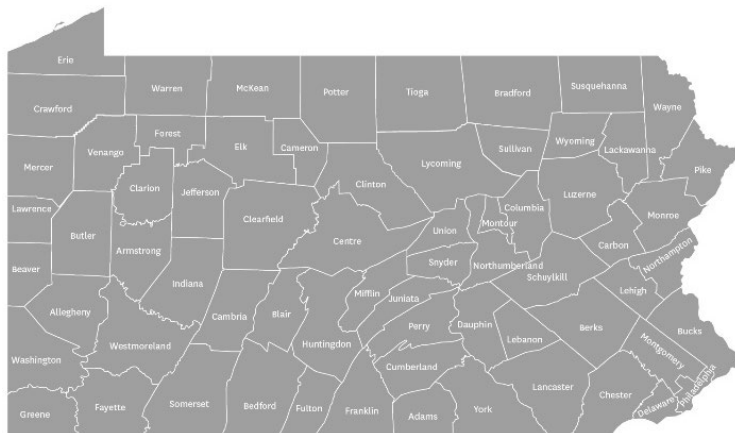 Erie
Warren
McKean
Potter
Tioga
Bradford
Susquehanna
Wayne
Crawford
Forest
Venango
Elk
Cameron
Lycoming
Sullivan
Wyoming
Lackawanna
Pike
Mercer
Clarion
Jefferson
Clinton
Columbia
Luzerne
Lawrence
Clearfield
Montour
Monroe
Butler
Armstrong
Centre
Union
Carbon
Northampton
Beaver
Indiana
Snyder
Northumberland
Schuylkill
Lehigh
Allegheny
Cambria
Blair
Mifflin
Juniata
Perry
Dauphin
Lebanon
Berks
Bucks
Westmoreland
Huntingdon
Montgomery
Washington
Cumberland
Philadelphia
Greene
Fayette
Somerset
Bedford
Fulton
Franklin
Adams
York
Lancaster
Chester
Delaware